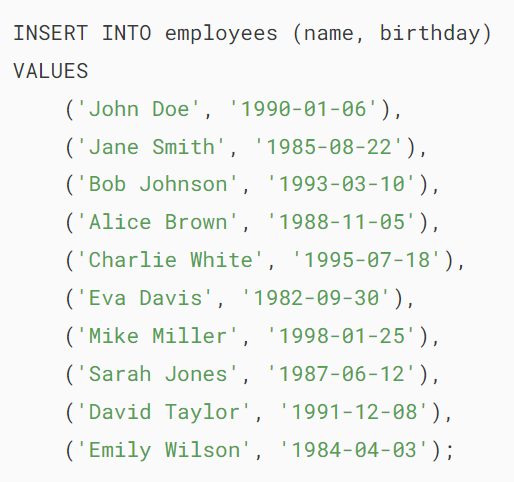 INSERT INTO employees (name, birthday)
VALUES
    ('John Doe', '1990-01-06'),
    ('Jane Smith', '1985-08-22'),
    ('Bob Johnson', '1993-03-10'),
    ('Alice Brown', '1988-11-05'),
    ('Charlie White', '1995-07-18'),
    ('Eva Davis', '1982-09-30'),
    ('Mike Miller', '1998-01-25'),
    ('Sarah Jones', '1987-06-12'),
    ('David Taylor', '1991-12-08'),
    ('Emily Wilson', '1984-04-03');